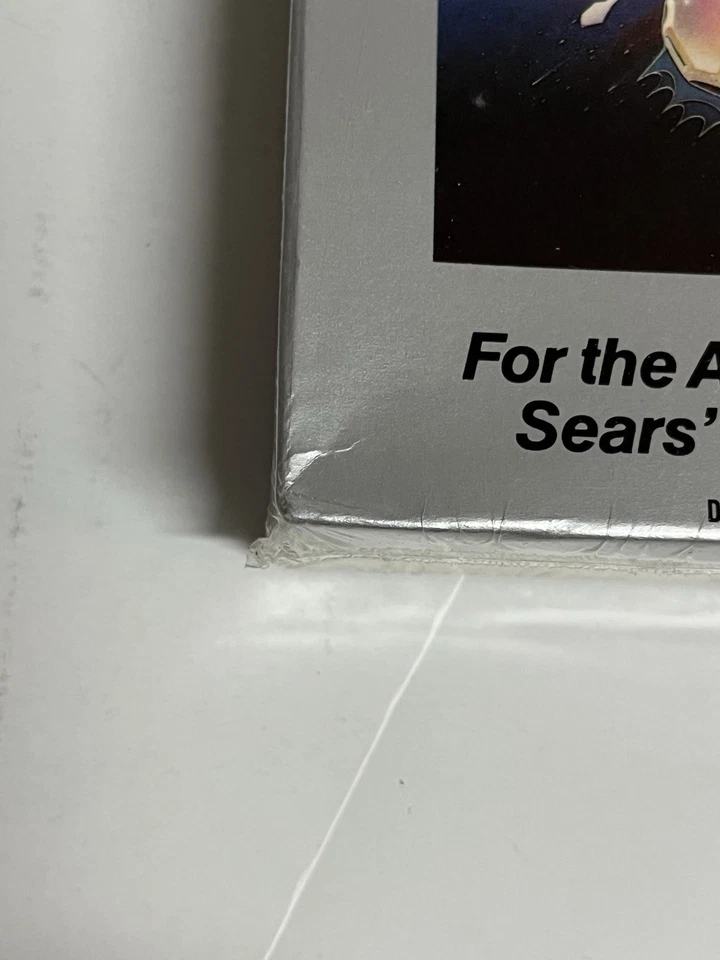 For the A
Sears’
D